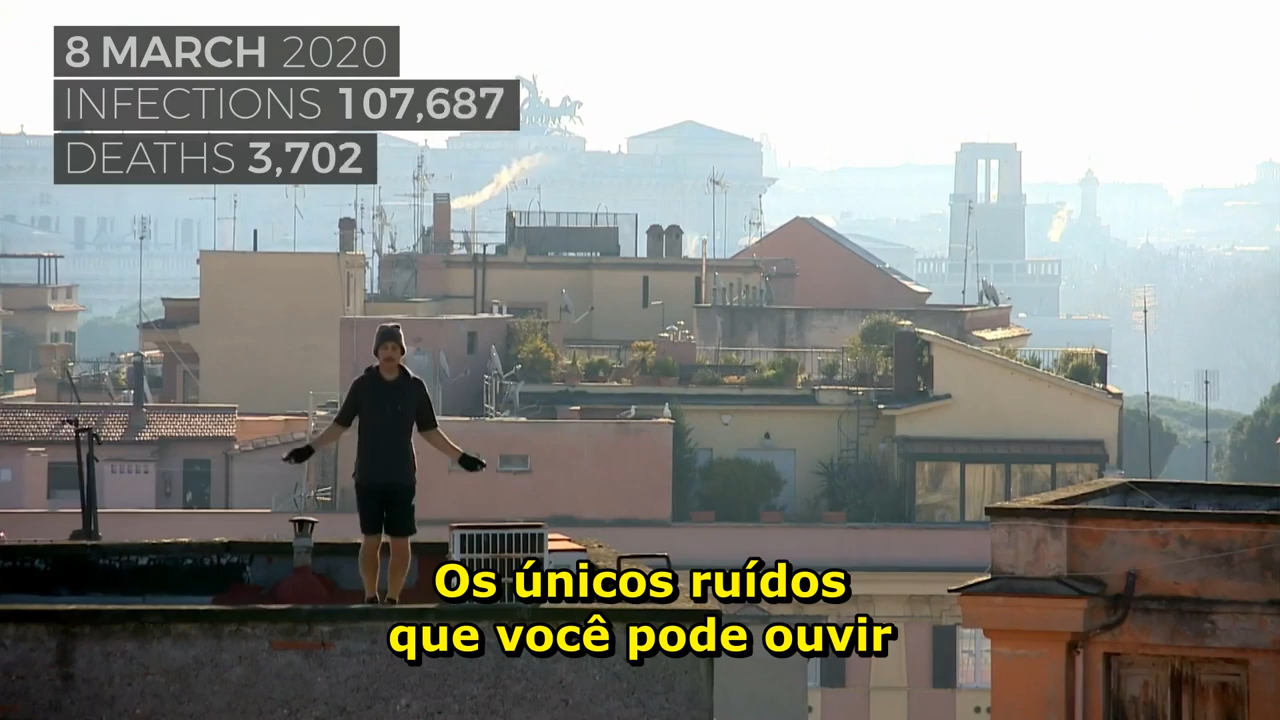 8 MARCH 2020
INFECTIONS 107,687
DEATHS 3,702
Os únicos ruídos
que você pode ouvir